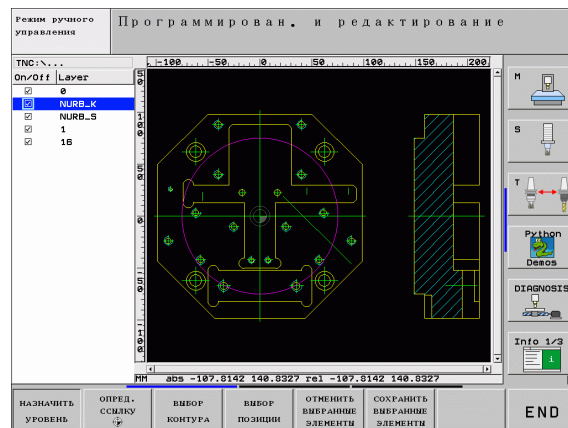 Режим ручного
управления
Программирован. и редактирование
TNC:\...
On/Off Layer
0
NURB_K
NURB_S
1
16
-100 -50 0 50 100 150 200
MM abs -107.8142 140.8327 rel -107.8142 140.8327
M
S
T
Python
Demos
DIAGNOSIS
Info 1/3
i
НАЗНАЧИТЬ
УРОВЕНЬ
ОПРЕД.
ССЫЛКУ
ВЫБОР
КОНТУРА
ВЫБОР
ПОЗИЦИИ
ОТМЕНИТЬ
ВЫБРАННЫЕ
ЭЛЕМЕНТЫ
СОХРАНИТЬ
ВЫБРАННЫЕ
ЭЛЕМЕНТЫ
END